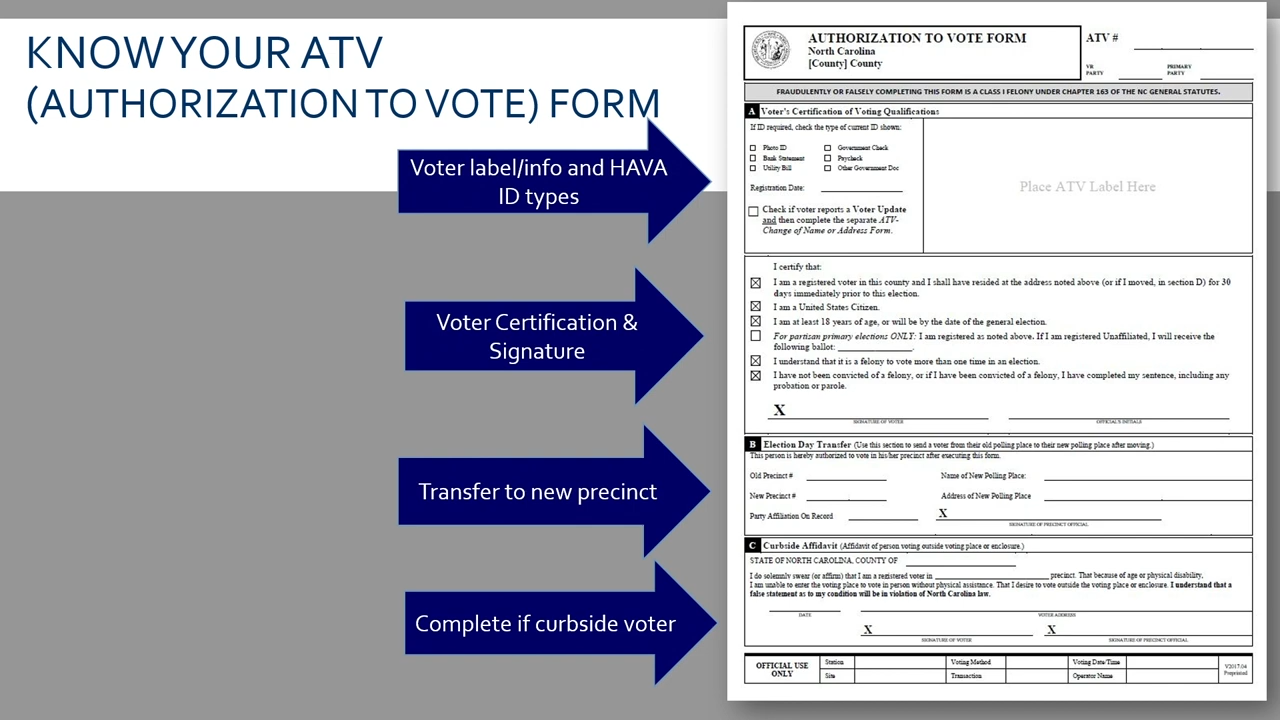 KNOW YOUR ATV
(AUTHORIZATION TO VOTE) FORM
Voter label/info and HAVA
ID types
Voter Certification &
Signature
Transfer to new precinct
Complete if curbside voter
AUTHORIZATION TO VOTE FORM
North Carolina
[County] County
ATV #
VR
PARTY
PRIMARY
PARTY
FRAUDULENTLY OR FALSELY COMPLETING THIS FORM IS A CLASS I FELONY UNDER CHAPTER 163 OF THE NC GENERAL STATUTES.
A Voter's Certification of Voting Qualifications
If ID required, check the type of current ID shown:
Photo ID Government Check
Bank Statement Paycheck
Utility Bill Other Government Doc
Registration Date:
Check if voter reports a Voter Update
and then complete the separate ATV-
Change of Name or Address Form.
Place ATV Label Here
I certify that:
I am a registered voter in this county and I shall have resided at the address noted above (or if I moved, in section D) for 30
days immediately prior to this election.
I am a United States Citizen.
I am at least 18 years of age, or will be by the date of the general election.
For partisan primary elections ONLY: I am registered as noted above. If I am registered Unaffiliated, I will receive the
following ballot: ________________.
I understand that it is a felony to vote more than one time in an election.
I have not been convicted of a felony, or if I have been convicted of a felony, I have completed my sentence, including any
probation or parole.
X
SIGNATURE OF VOTER OFFICIAL'S INITIALS
B Election Day Transfer (Use this section to send a voter from their old polling place to their new polling place after moving.)
This person is hereby authorized to vote in his/her precinct after executing this form.
Old Precinct # Name of New Polling Place:
New Precinct # Address of New Polling Place
Party Affiliation On Record X
SIGNATURE OF PRECINCT OFFICIAL
C Curbside Affidavit (Affidavit of person voting outside voting place or enclosure.)
STATE OF NORTH CAROLINA, COUNTY OF
I do solemnly swear (or affirm) that I am a registered voter in ________________ precinct. That because of age or physical disability,
I am unable to enter the voting place to vote in person without physical assistance. That I desire to vote outside the voting place or enclosure. I understand that a
false statement as to my condition will be in violation of North Carolina law.
DATE VOTER ADDRESS
X X
SIGNATURE OF VOTER SIGNATURE OF PRECINCT OFFICIAL
OFFICIAL USE
ONLY
Station Voting Method Voting Date/Time
Site Transaction Operator Name
V2017.04
Preprinted